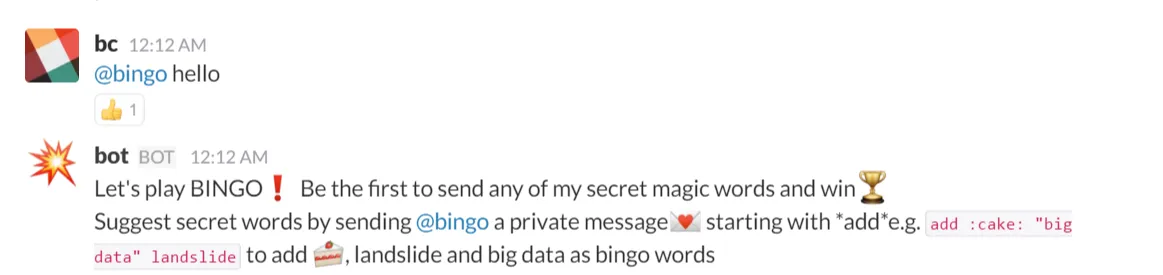 bc 12:12 AM
@bingo hello
👍 1
bot BOT 12:12 AM
Let's play BINGO❗ Be the first to send any of my secret magic words and win🏆
Suggest secret words by sending @bingo a private message💌 starting with *add*e.g. add :cake: "big
data" landslide to add 🍰, landslide and big data as bingo words